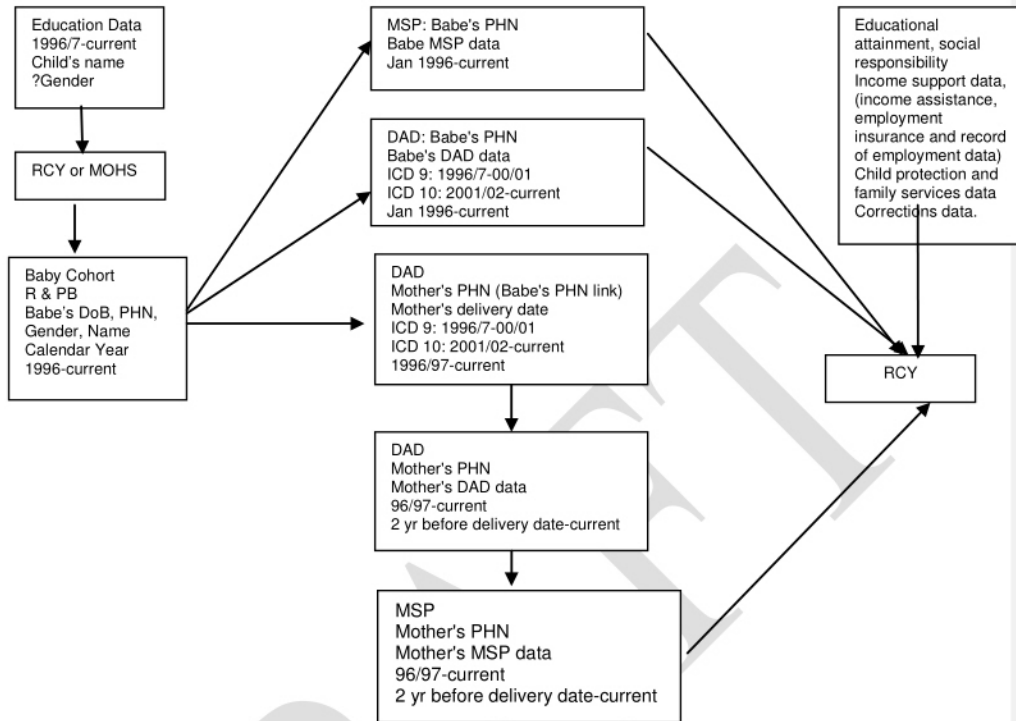 Education Data
1996/7-current
Child's name
?Gender
RCY or MOHS
Baby Cohort
R & PB
Babe's DoB, PHN,
Gender, Name
Calendar Year
1996-current
MSP: Babe's PHN
Babe MSP data
Jan 1996-current
DAD: Babe's PHN
Babe's DAD data
ICD 9: 1996/7-00/01
ICD 10: 2001/02-current
Jan 1996-current
DAD
Mother's PHN (Babe's PHN link)
Mother's delivery date
ICD 9: 1996/7-00/01
ICD 10: 2001/02-current
1996/97-current
DAD
Mother's PHN
Mother's DAD data
96/97-current
2 yr before delivery date-current
MSP
Mother's PHN
Mother's MSP data
96/97-current
2 yr before delivery date-current
Educational
attainment, social
responsibility
Income support data,
(income assistance,
employment
insurance and record
of employment data)
Child protection and
family services data
Corrections data.
RCY